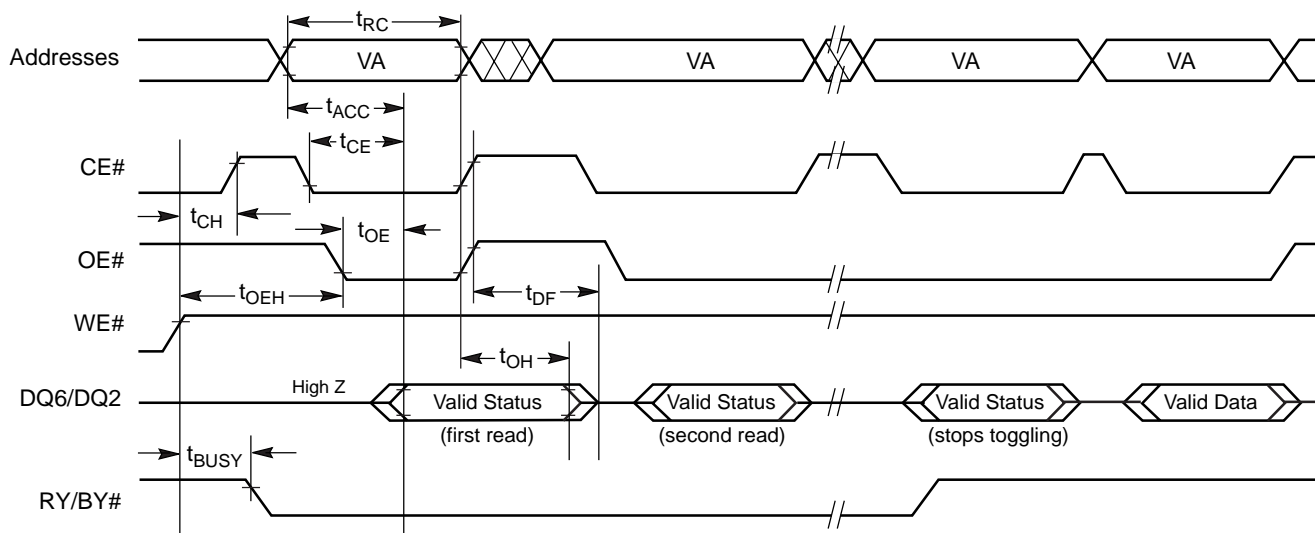 tRC
Addresses VA VA VA VA
tACC
tCE
CE#
tCH tOE
OE#
tOEH tDF
WE#
tOH
High Z
DQ6/DQ2 Valid Status Valid Status Valid Status Valid Data
(first read) (second read) (stops toggling)
tBUSY
RY/BY#